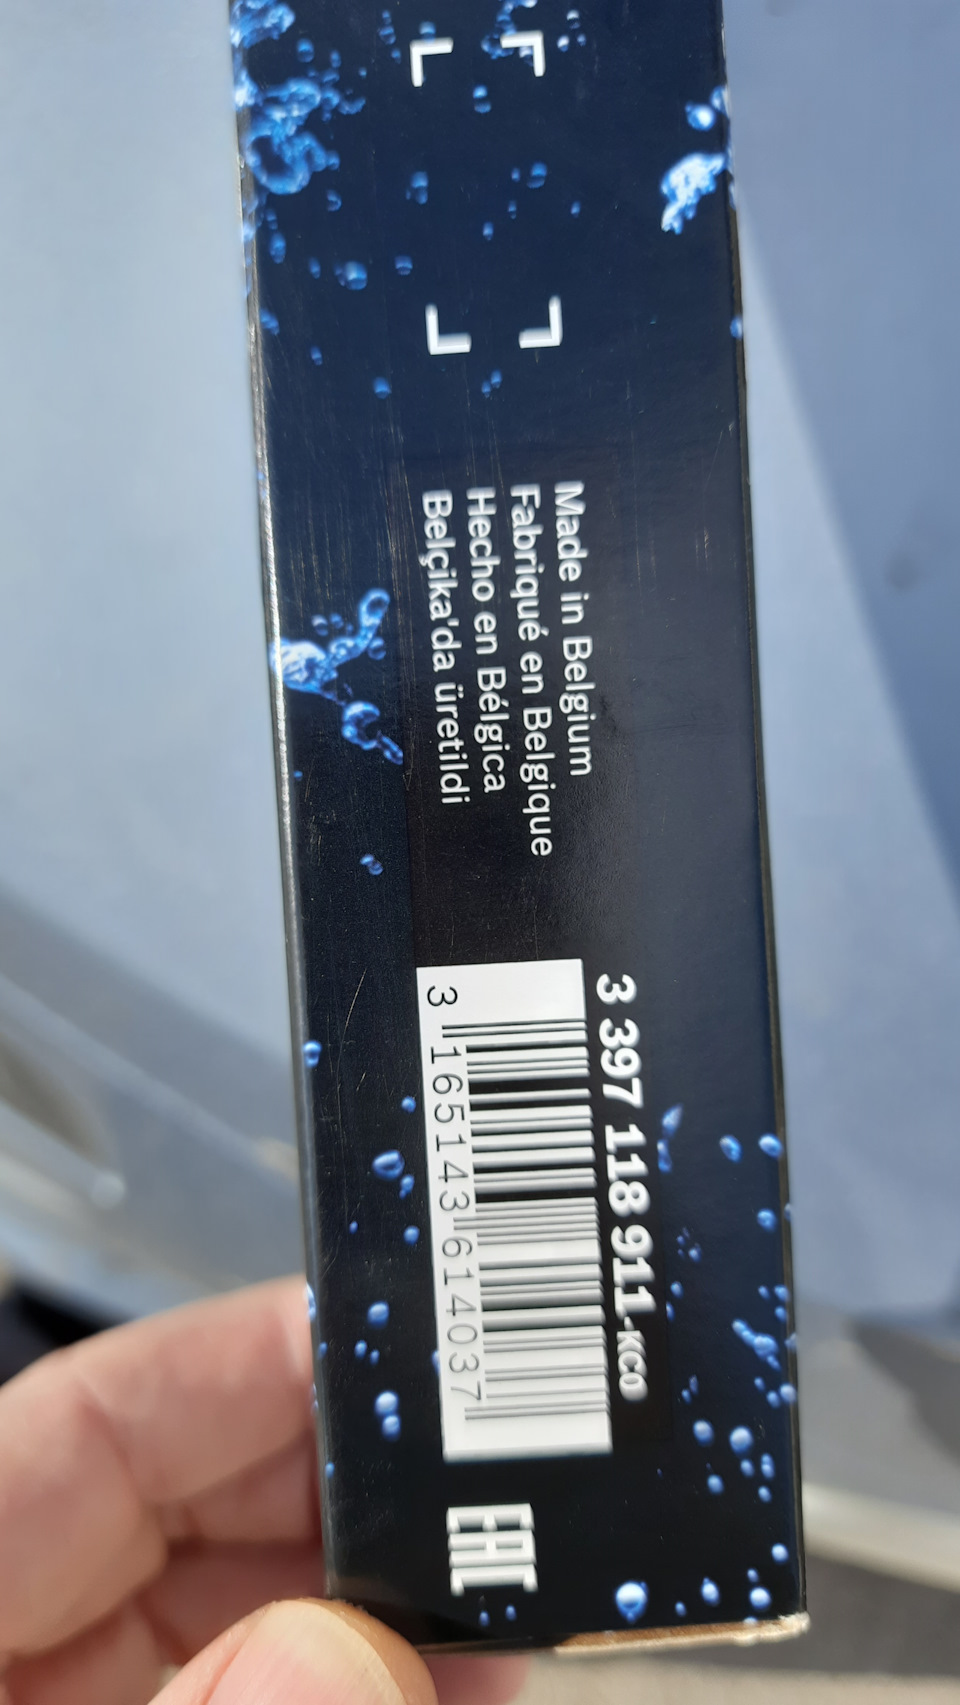 Made in Belgium
Fabriqué en Belgique
Hecho en Bélgica
Belçika'da üretildi
3 397 118 911-KC0
3 165143 614037
EAC